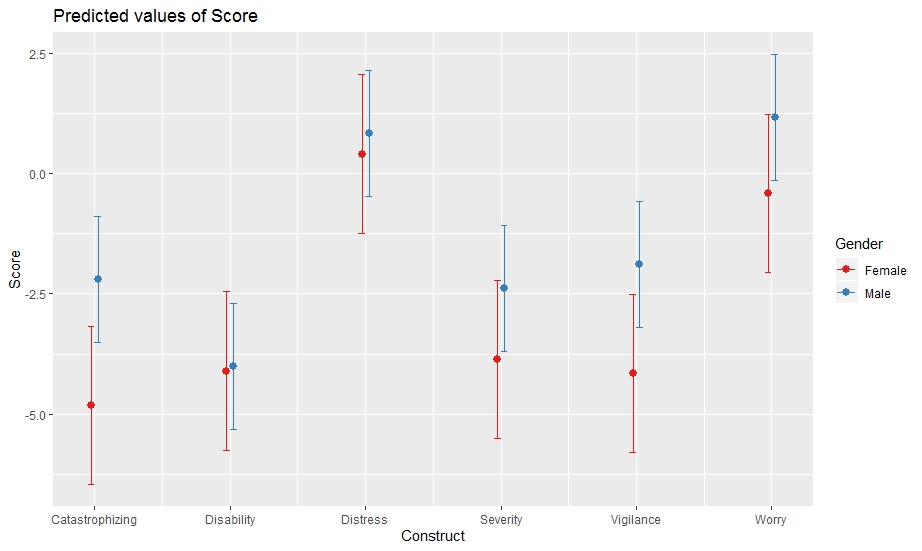 Predicted values of Score
2.5
0.0
-2.5
-5.0
Score
Catastrophizing Disability Distress Severity Vigilance Worry
Construct
Gender
Female
Male